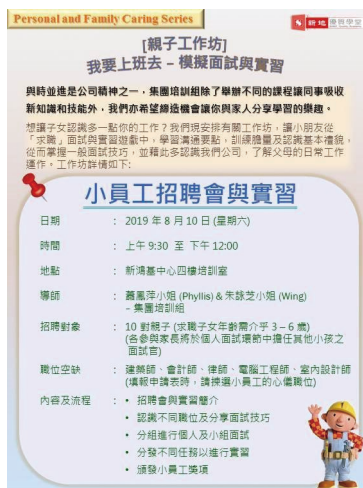 Personal and Family Caring Series
新地優質學堂
[親子工作坊]
我要上班去 – 模擬面試與實習
與時並進是公司精神之一，集團培訓組除了舉辦不同的課程讓同事吸收
新知識和技能外，我們亦希望締造機會讓你與家人分享學習的樂趣。
想讓子女認識多一點你的工作？我們現安排有關工作坊，讓小朋友從
「求職」面試與實習遊戲中，學習溝通要點，訓練膽量及認識基本禮貌，
從而掌握一般面試技巧，並藉此多認識我們公司，了解父母的日常工作
運作。工作坊詳情如下:
小員工招聘會與實習
日期 : 2019 年 8 月 10 日 (星期六)
時間 : 上午 9:30 至 下午 12:00
地點 : 新鴻基中心四樓培訓室
導師 : 蕭鳳萍小姐 (Phyllis) & 朱詠芝小姐 (Wing)
– 集團培訓組
招聘對象 : 10 對親子 (求職子女年齡需介乎 3 – 6 歲)
(各參與家長將於個人面試環節中擔任其他小孩之
面試官)
職位空缺 : 建築師、會計師、律師、電腦工程師、室內設計師
(填報申請表時，請揀選小員工的心儀職位)
內容及流程 : • 招聘會與實習簡介
• 認識不同職位及分享面試技巧
• 分組進行個人及小組面試
• 分發不同任務以進行實習
• 頒發小員工獎項